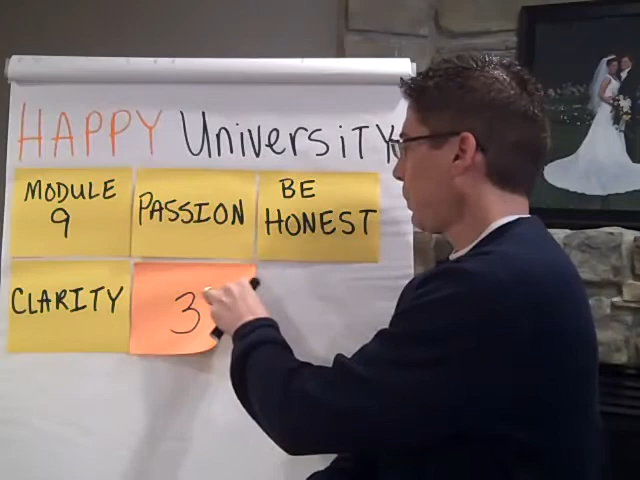 HAPPY UNiversiTY
MODULE
9
PASSION
BE
HONEST
CLARITY
3